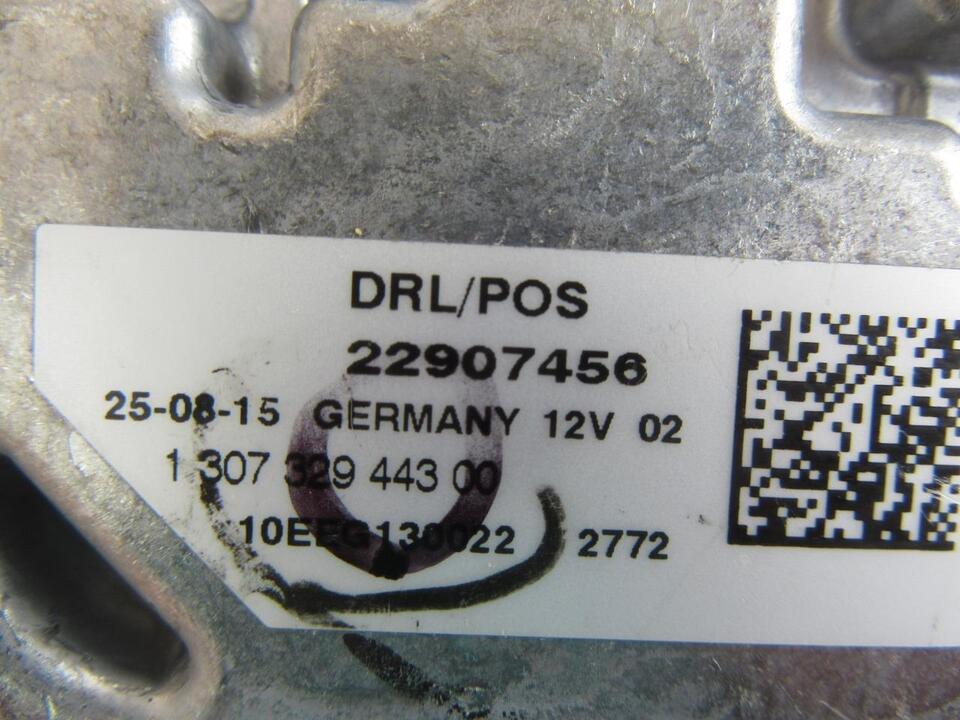 DRL/POS
22907456
25-08-15 GERMANY 12V 02
1 307 329 443 00
10EEG130022 2772